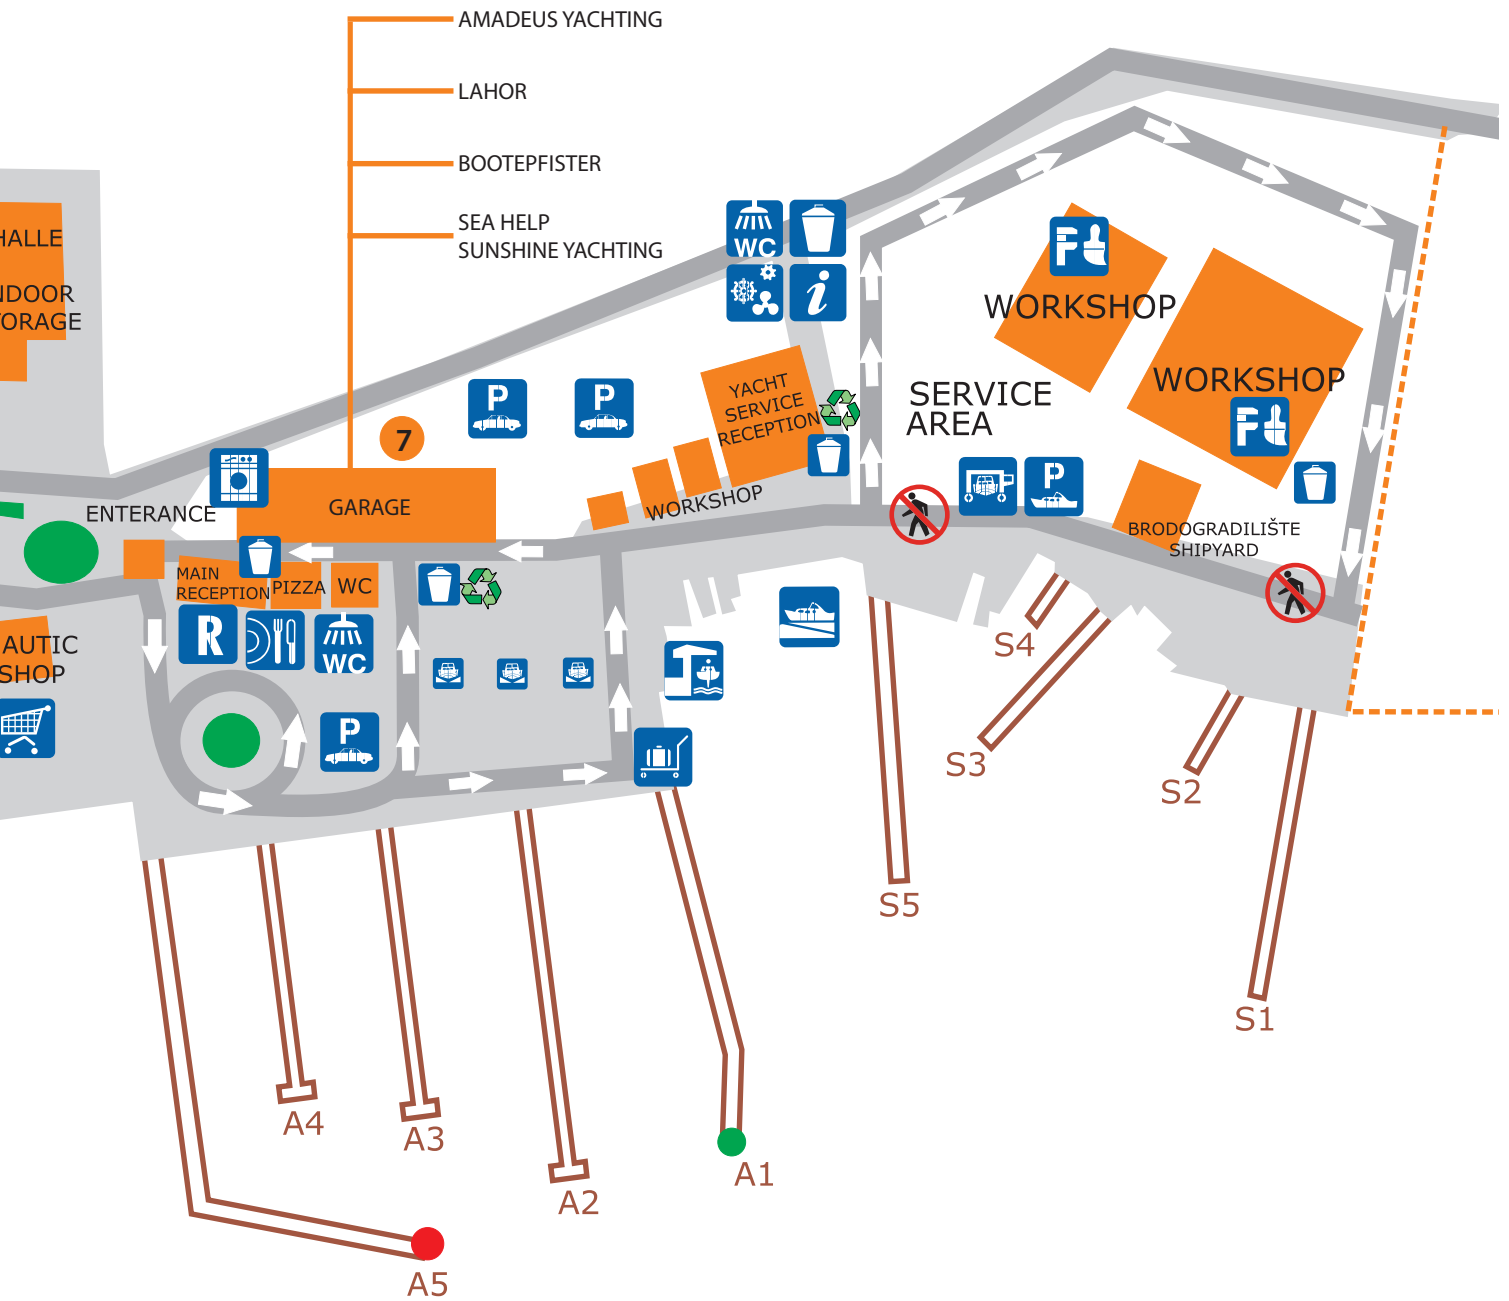 AMADEUS YACHTING
LAHOR
BOOTEPFISTER
SEA HELP
SUNSHINE YACHTING
WC
i
HALLE
NDOOR
ORAGE
F
WORKSHOP
F
WORKSHOP
SERVICE
AREA
YACHT
SERVICE
RECEPTION
WORKSHOP
P
P
7
GARAGE
ENTERANCE
P
BRODOGRADILIŠTE
SHIPYARD
MAIN
RECEPTION
PIZZA
WC
R
WC
AUTIC
SHOP
P
S4
S3
S2
S5
S1
A4
A3
A2
A1
A5